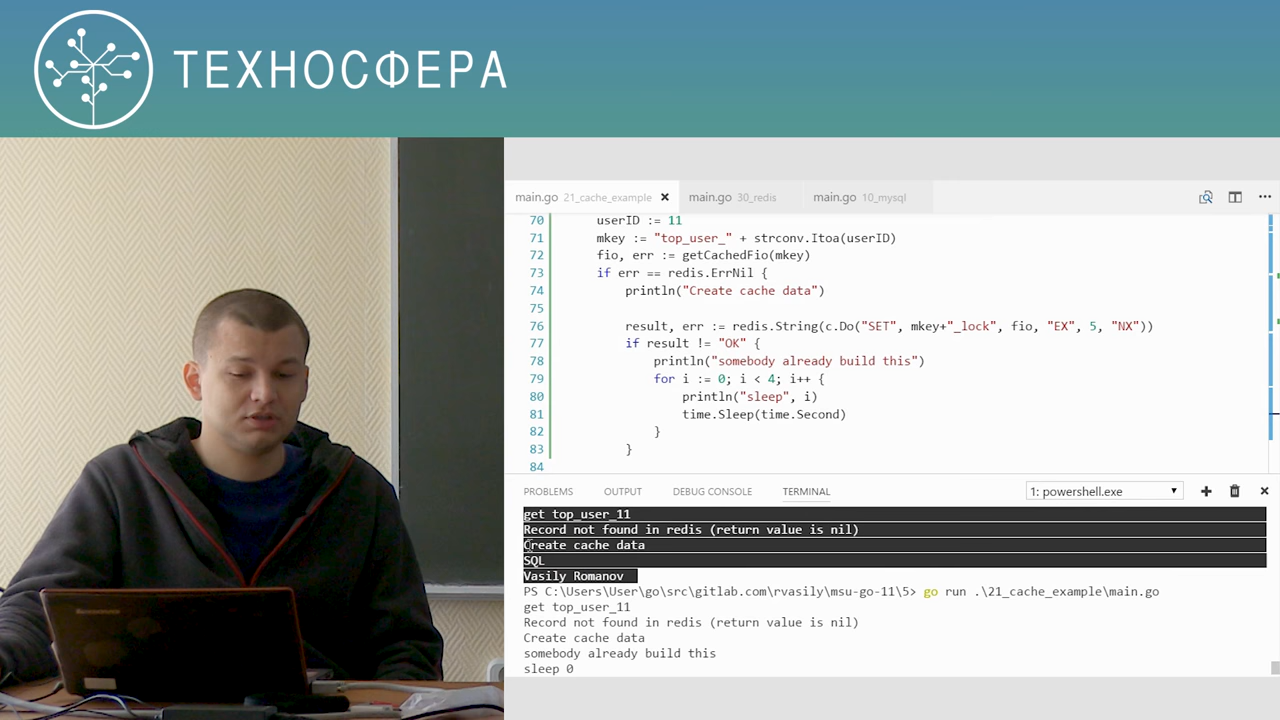 ТЕХНОСФЕРА
main.go 21_cache_example × main.go 30_redis main.go 10_mysql
70 userID := 11
71 mkey := "top_user_" + strconv.Itoa(userID)
72 fio, err := getCachedFio(mkey)
73 if err == redis.ErrNil {
74 println("Create cache data")
75
76 result, err := redis.String(c.Do("SET", mkey+"_lock", fio, "EX", 5, "NX"))
77 if result != "OK" {
78 println("somebody already build this")
79 for i := 0; i < 4; i++ {
80 println("sleep", i)
81 time.Sleep(time.Second)
82 }
83 }
84
PROBLEMS OUTPUT DEBUG CONSOLE TERMINAL 1: powershell.exe
get top_user_11
Record not found in redis (return value is nil)
Create cache data
SQL
Vasily Romanov
PS C:\Users\User\go\src\gitlab.com\rvasily\msu-go-11\5> go run .\21_cache_example\main.go
get top_user_11
Record not found in redis (return value is nil)
Create cache data
somebody already build this
sleep 0